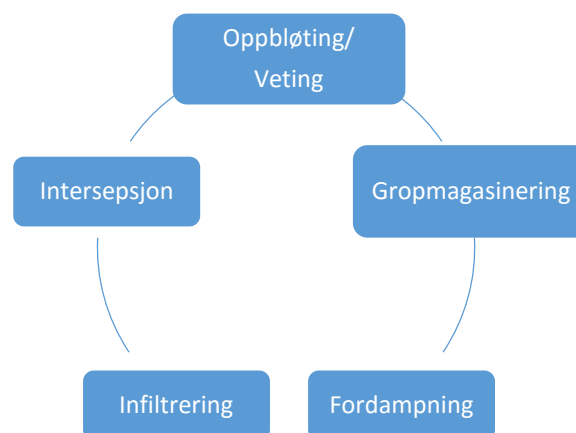 Oppbløting/
Veting
Intersepsjon
Gropmagasinering
Infiltrering
Fordampning